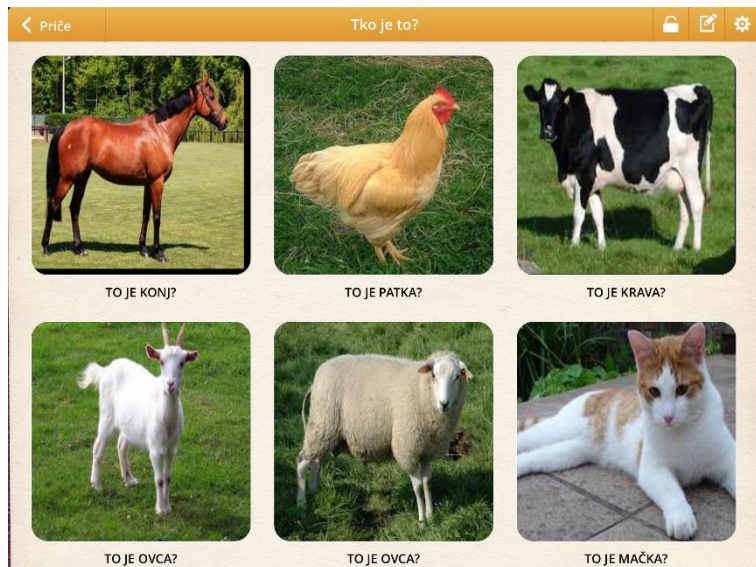 Priče
Tko je to?
TO JE KONJ?
TO JE PATKA?
TO JE KRAVA?
TO JE OVCA?
TO JE OVCA?
TO JE MAČKA?